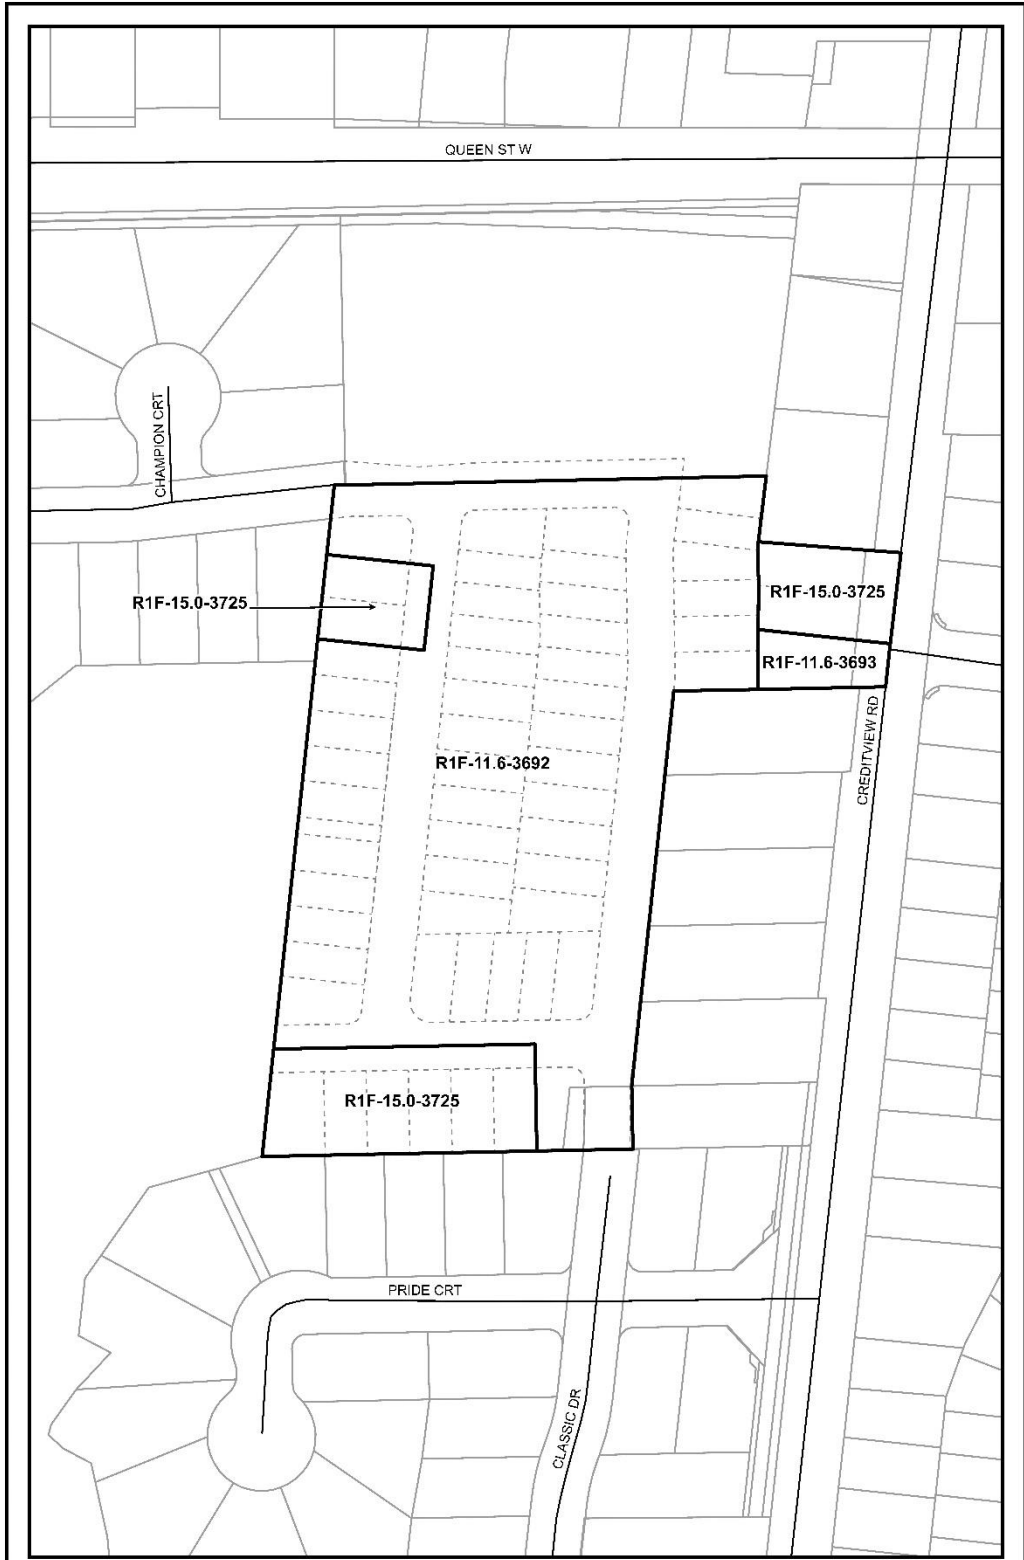 QUEEN ST W
CHAMPION CRT
R1F-15.0-3725
R1F-15.0-3725
R1F-11.6-3693
CREDITVIEW RD
R1F-11.6-3692
R1F-15.0-3725
PRIDE CRT
CLASSIC DR